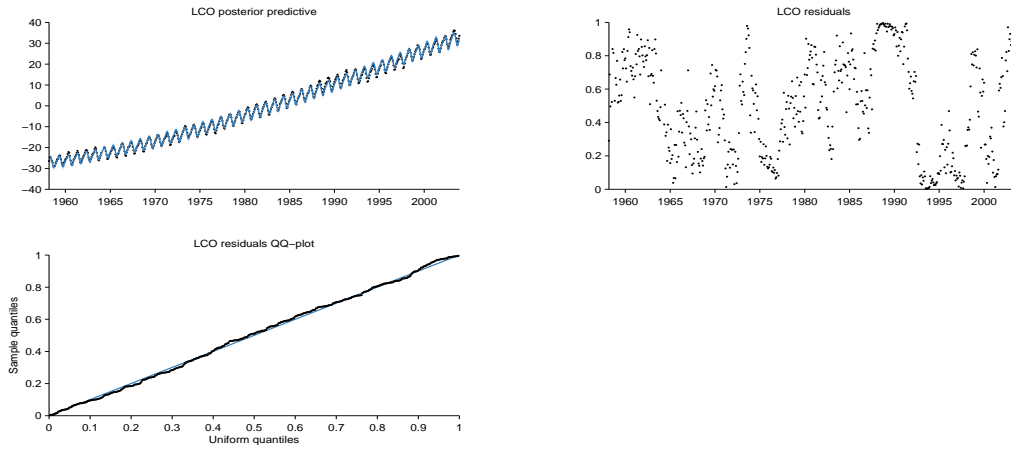 LCO posterior predictive
40
30
20
10
0
−10
−20
−30
−40
1960 1965 1970 1975 1980 1985 1990 1995 2000
LCO residuals
1
0.8
0.6
0.4
0.2
0
1960 1965 1970 1975 1980 1985 1990 1995 2000
LCO residuals QQ−plot
Sample quantiles
1
0.8
0.6
0.4
0.2
0
0 0.1 0.2 0.3 0.4 0.5 0.6 0.7 0.8 0.9 1
Uniform quantiles